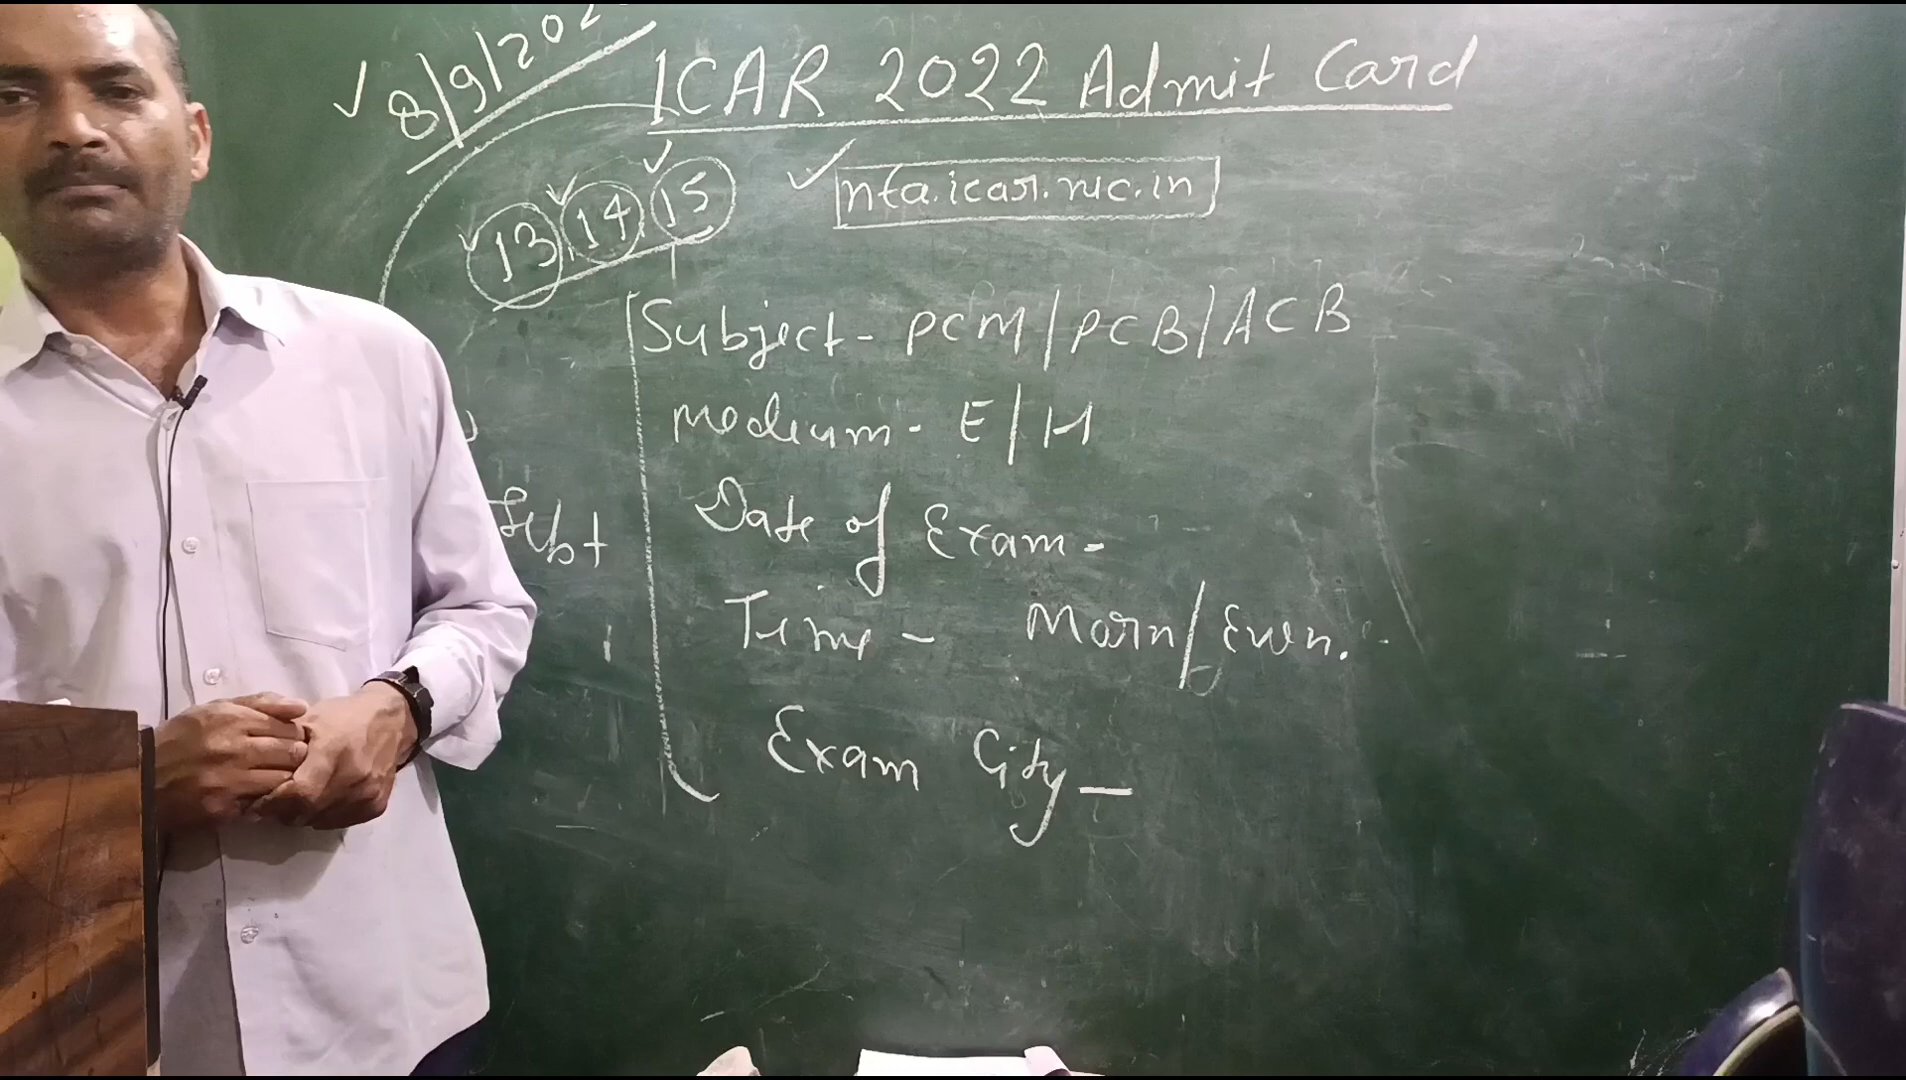 8/9/202
ICAR 2022 Admit Card
13, 14, 15
nta.icar.nic.in
Subject - PCM/PCB/ACB
Medium - E/H
Date of Exam -
Time - Morn/Even.
Exam City -